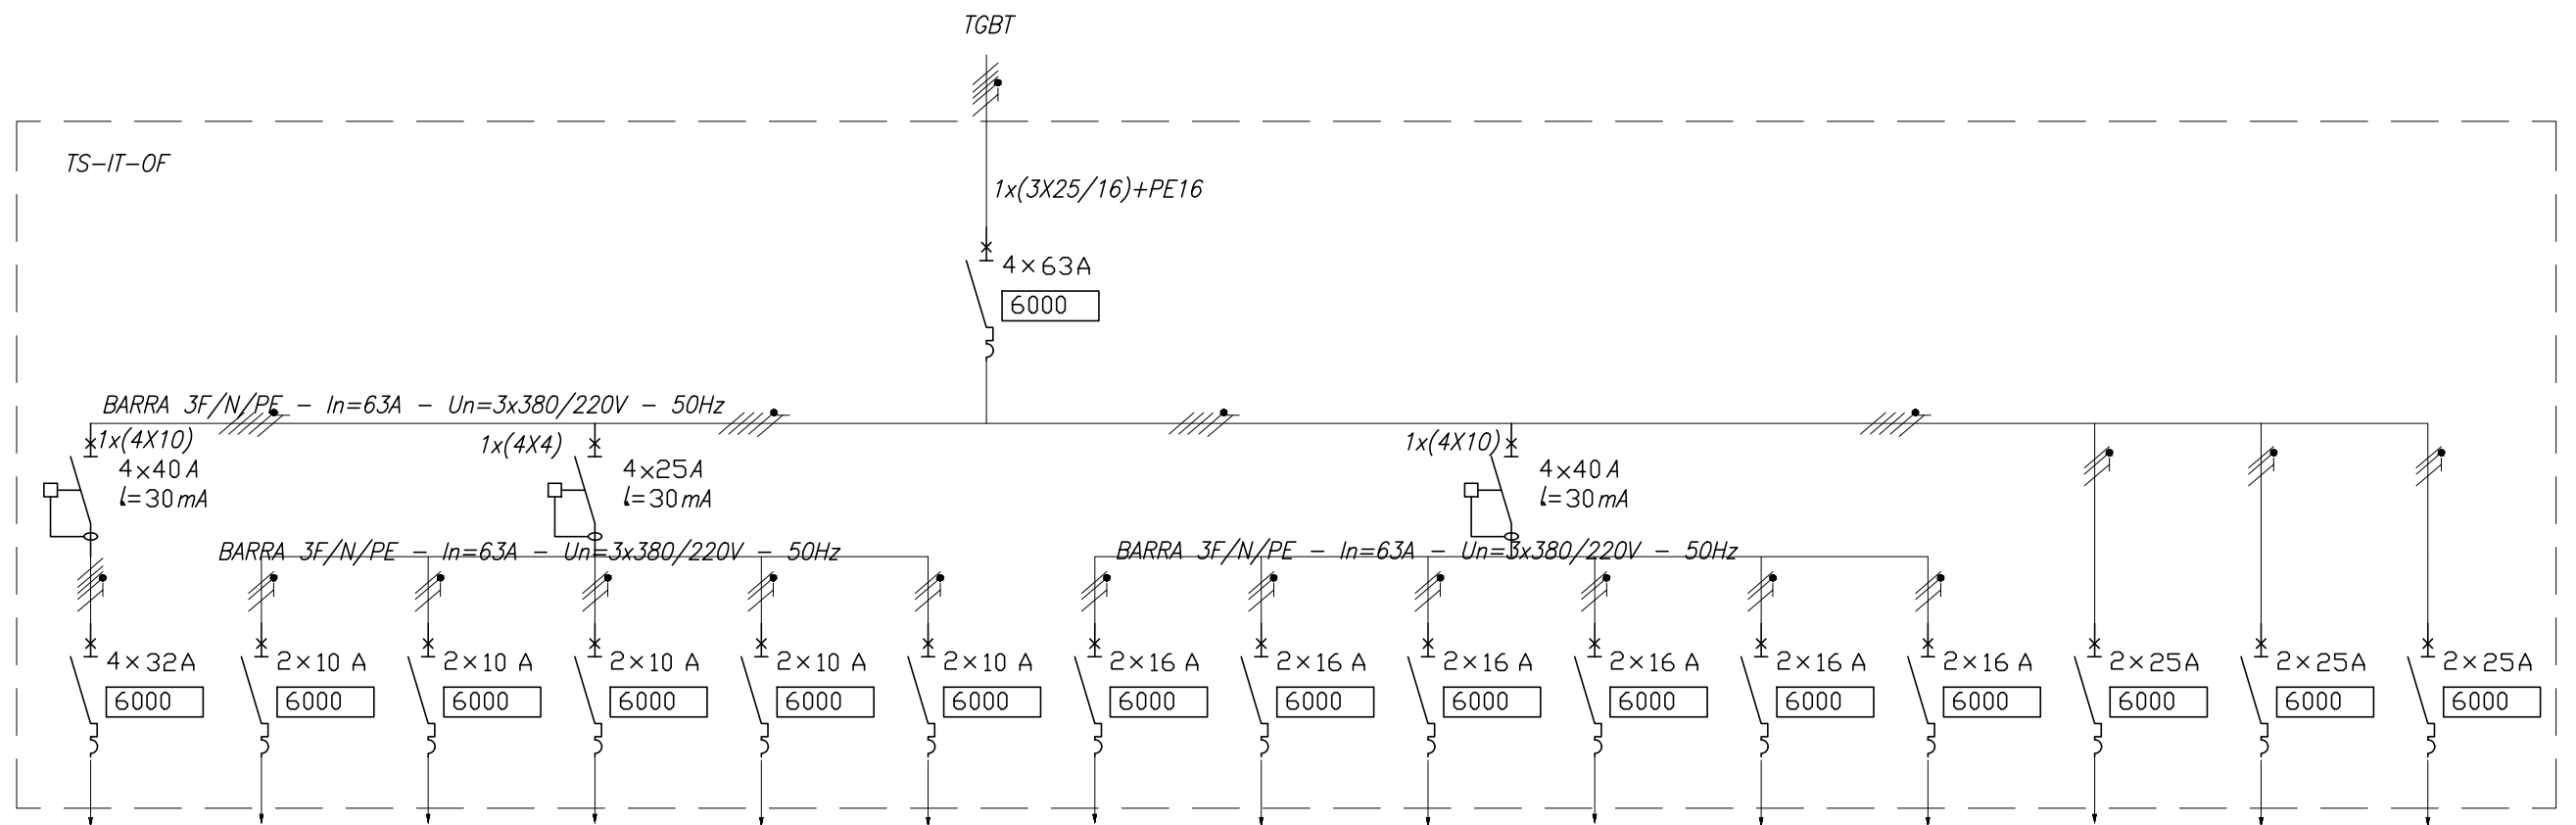 TGBT
TS-IT-OF
1x(3X25/16)+PE16
4×63A
6000
BARRA 3F/N/PE - In=63A - Un=3x380/220V - 50Hz
1x(4X10)
4×40A
I=30mA
1x(4X4)
4×25A
I=30mA
1x(4X10)
4×40A
I=30mA
BARRA 3F/N/PE - In=63A - Un=3x380/220V - 50Hz
BARRA 3F/N/PE - In=63A - Un=3x380/220V - 50Hz
4×32A
6000
2×10 A
6000
2×10 A
6000
2×10 A
6000
2×10 A
6000
2×10 A
6000
2×16 A
6000
2×16 A
6000
2×16 A
6000
2×16 A
6000
2×16 A
6000
2×16 A
6000
2×25A
6000
2×25A
6000
2×25A
6000